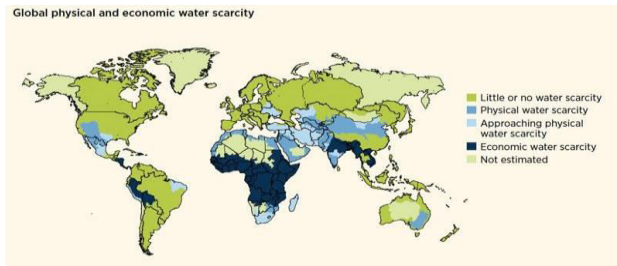 Global physical and economic water scarcity
Little or no water scarcity
Physical water scarcity
Approaching physical
water scarcity
Economic water scarcity
Not estimated